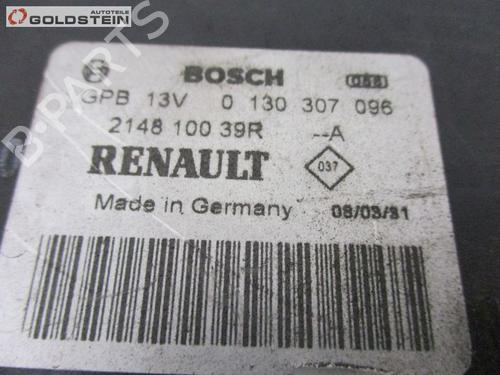 AUTOTEILE
GOLDSTEIN
BOSCH
GPB 13V 0 130 307 096
2148 100 39R --A
RENAULT
037
Made in Germany 08/03/31
B-PARTS